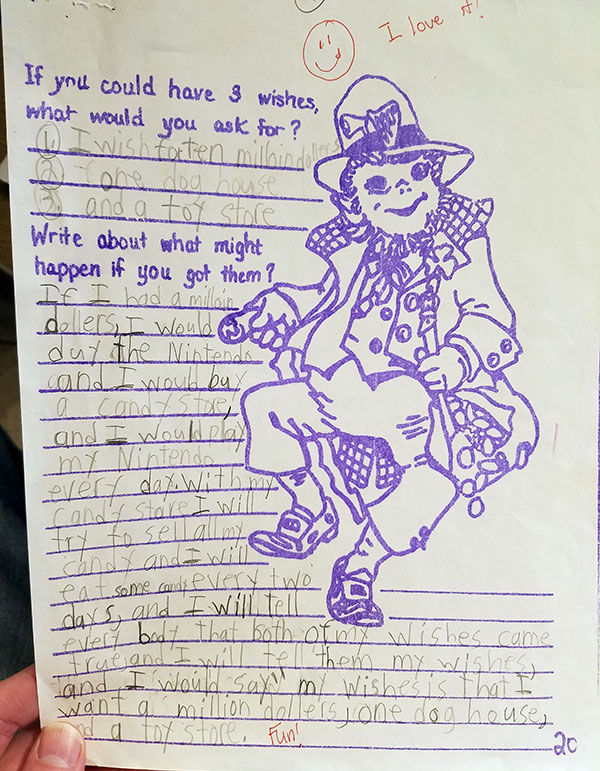 I love it!
If you could have 3 wishes,
what would you ask for?
1 I wish for ten millbin dollers
2 one dog house
3 and a toy store
Write about what might
happen if you got them?
If I had a milloin
dollers, I would
duy the Nintendo
and I would buy
a candy store,
and I would play
my Nintendo
every day. With my
candy store I will
try to sell all my
candy and I will
eat some candy every two
days, and I will tell
every body that both of my wishes came
true, and I will tell them my wishes,
and I would say " my wishes is that I
want a million dollers, one dog house,
and a toy store. Fun!
20